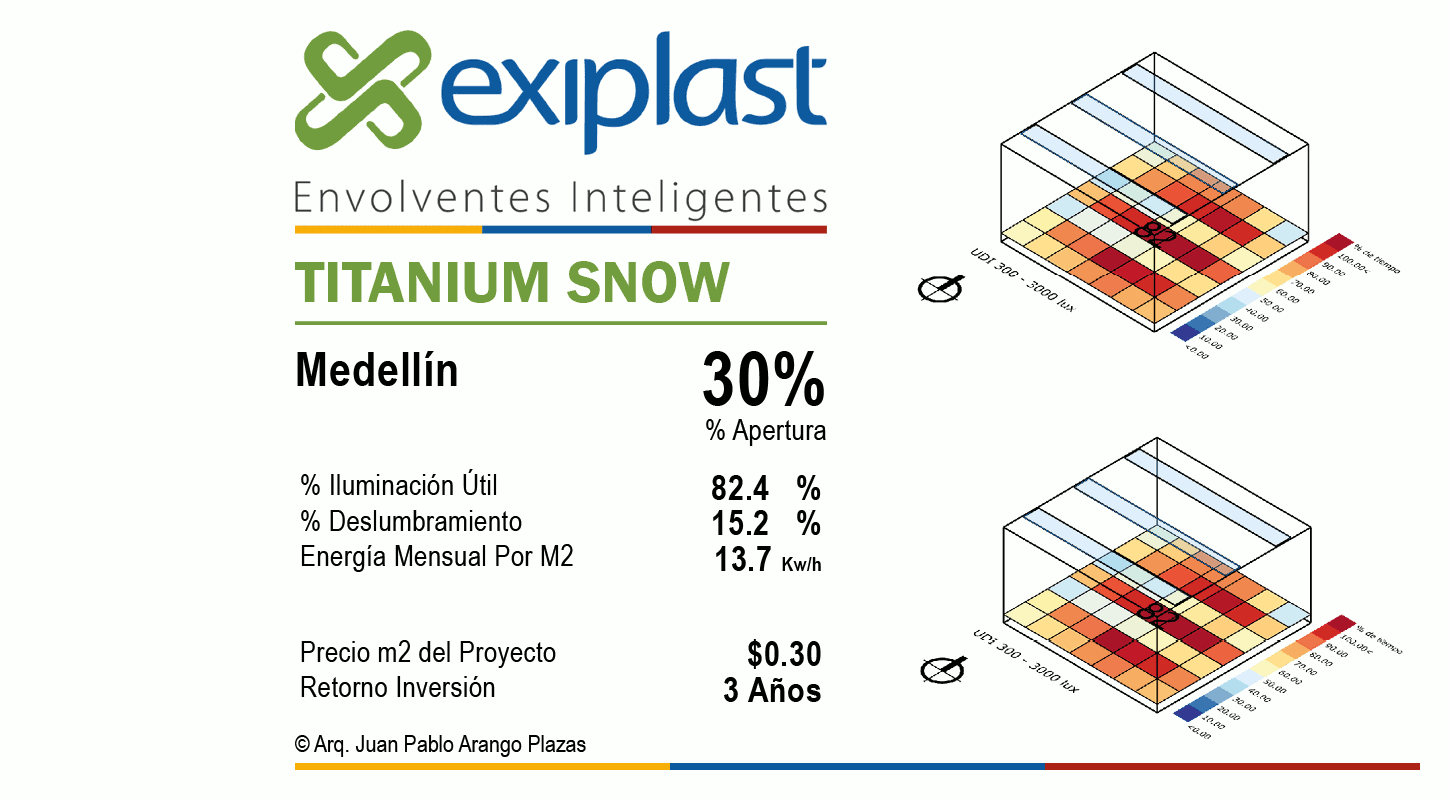 exiplast
Envolventes Inteligentes
TITANIUM SNOW
Medellín
30%
% Apertura
% Iluminación Útil 82.4 %
% Deslumbramiento 15.2 %
Energía Mensual Por M2 13.7 Kw/h
Precio m2 del Proyecto $0.30
Retorno Inversión 3 Años
© Arq. Juan Pablo Arango Plazas
82
UDI 300 - 3000 lux
% de tiempo
100.00<
90.00
80.00
70.00
60.00
50.00
40.00
30.00
20.00
10.00
<0.00
82
UDI 300 - 3000 lux
% de tiempo
100.00<
90.00
80.00
70.00
60.00
50.00
40.00
30.00
20.00
10.00
<0.00